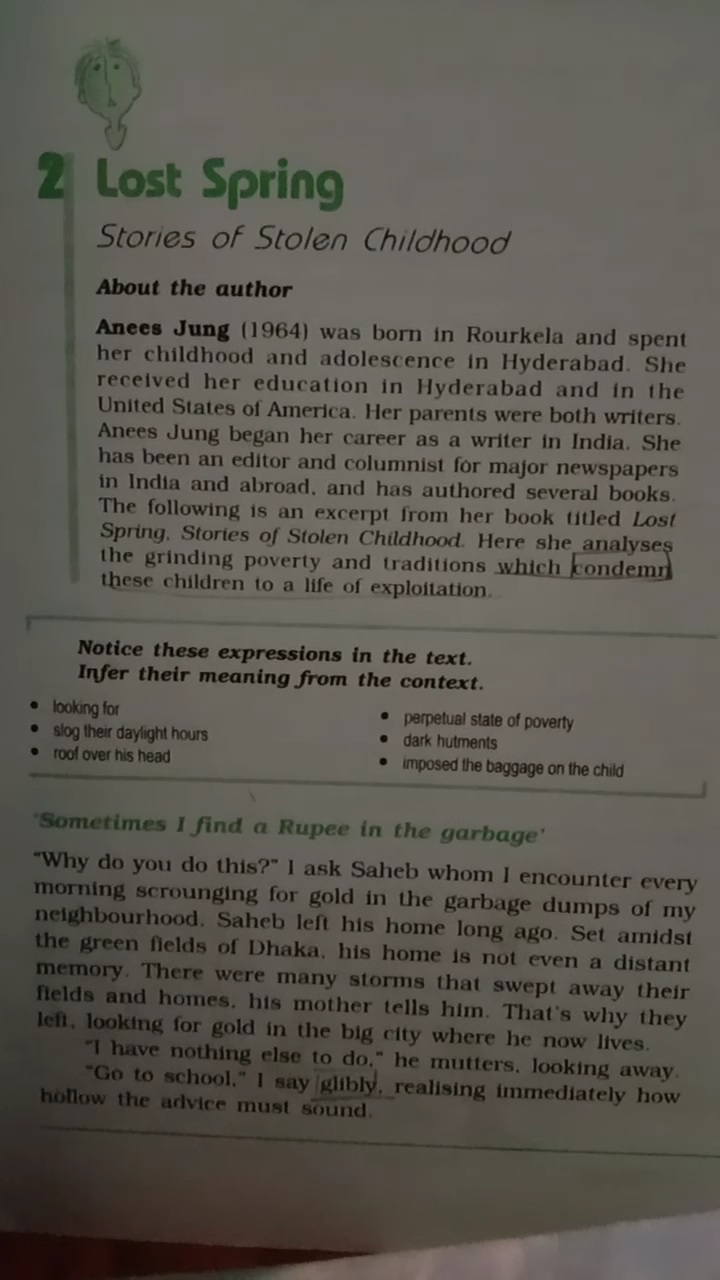 2 Lost Spring
Stories of Stolen Childhood
About the author
Anees Jung (1964) was born in Rourkela and spent
her childhood and adolescence in Hyderabad. She
received her education in Hyderabad and in the
United States of America. Her parents were both writers.
Anees Jung began her career as a writer in India. She
has been an editor and columnist for major newspapers
in India and abroad, and has authored several books.
The following is an excerpt from her book titled Lost
Spring, Stories of Stolen Childhood. Here she analyses
the grinding poverty and traditions which condemn
these children to a life of exploitation.
Notice these expressions in the text.
Infer their meaning from the context.
• looking for
• slog their daylight hours
• roof over his head
• perpetual state of poverty
• dark hutments
• imposed the baggage on the child
'Sometimes I find a Rupee in the garbage'
"Why do you do this?" I ask Saheb whom I encounter every
morning scrounging for gold in the garbage dumps of my
neighbourhood. Saheb left his home long ago. Set amidst
the green fields of Dhaka, his home is not even a distant
memory. There were many storms that swept away their
fields and homes, his mother tells him. That's why they
left, looking for gold in the big city where he now lives.
"I have nothing else to do," he mutters, looking away.
"Go to school," I say glibly, realising immediately how
hollow the advice must sound.